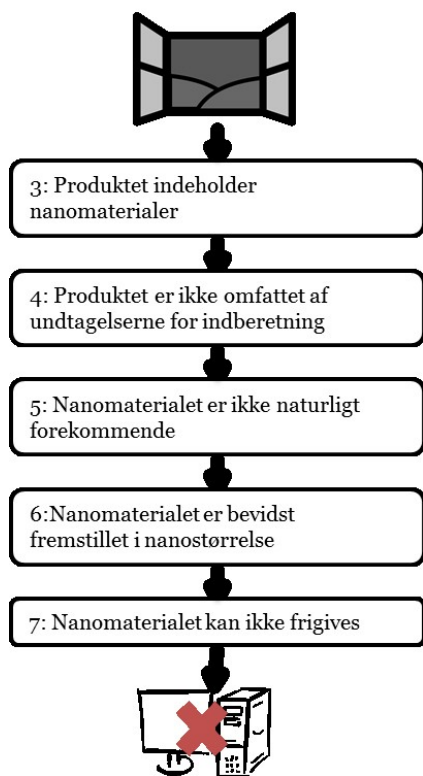 3: Produktet indeholder
nanomaterialer
4: Produktet er ikke omfattet af
undtagelserne for indberetning
5: Nanomaterialet er ikke naturligt
forekommende
6:Nanomaterialet er bevidst
fremstillet i nanostørrelse
7: Nanomaterialet kan ikke frigives